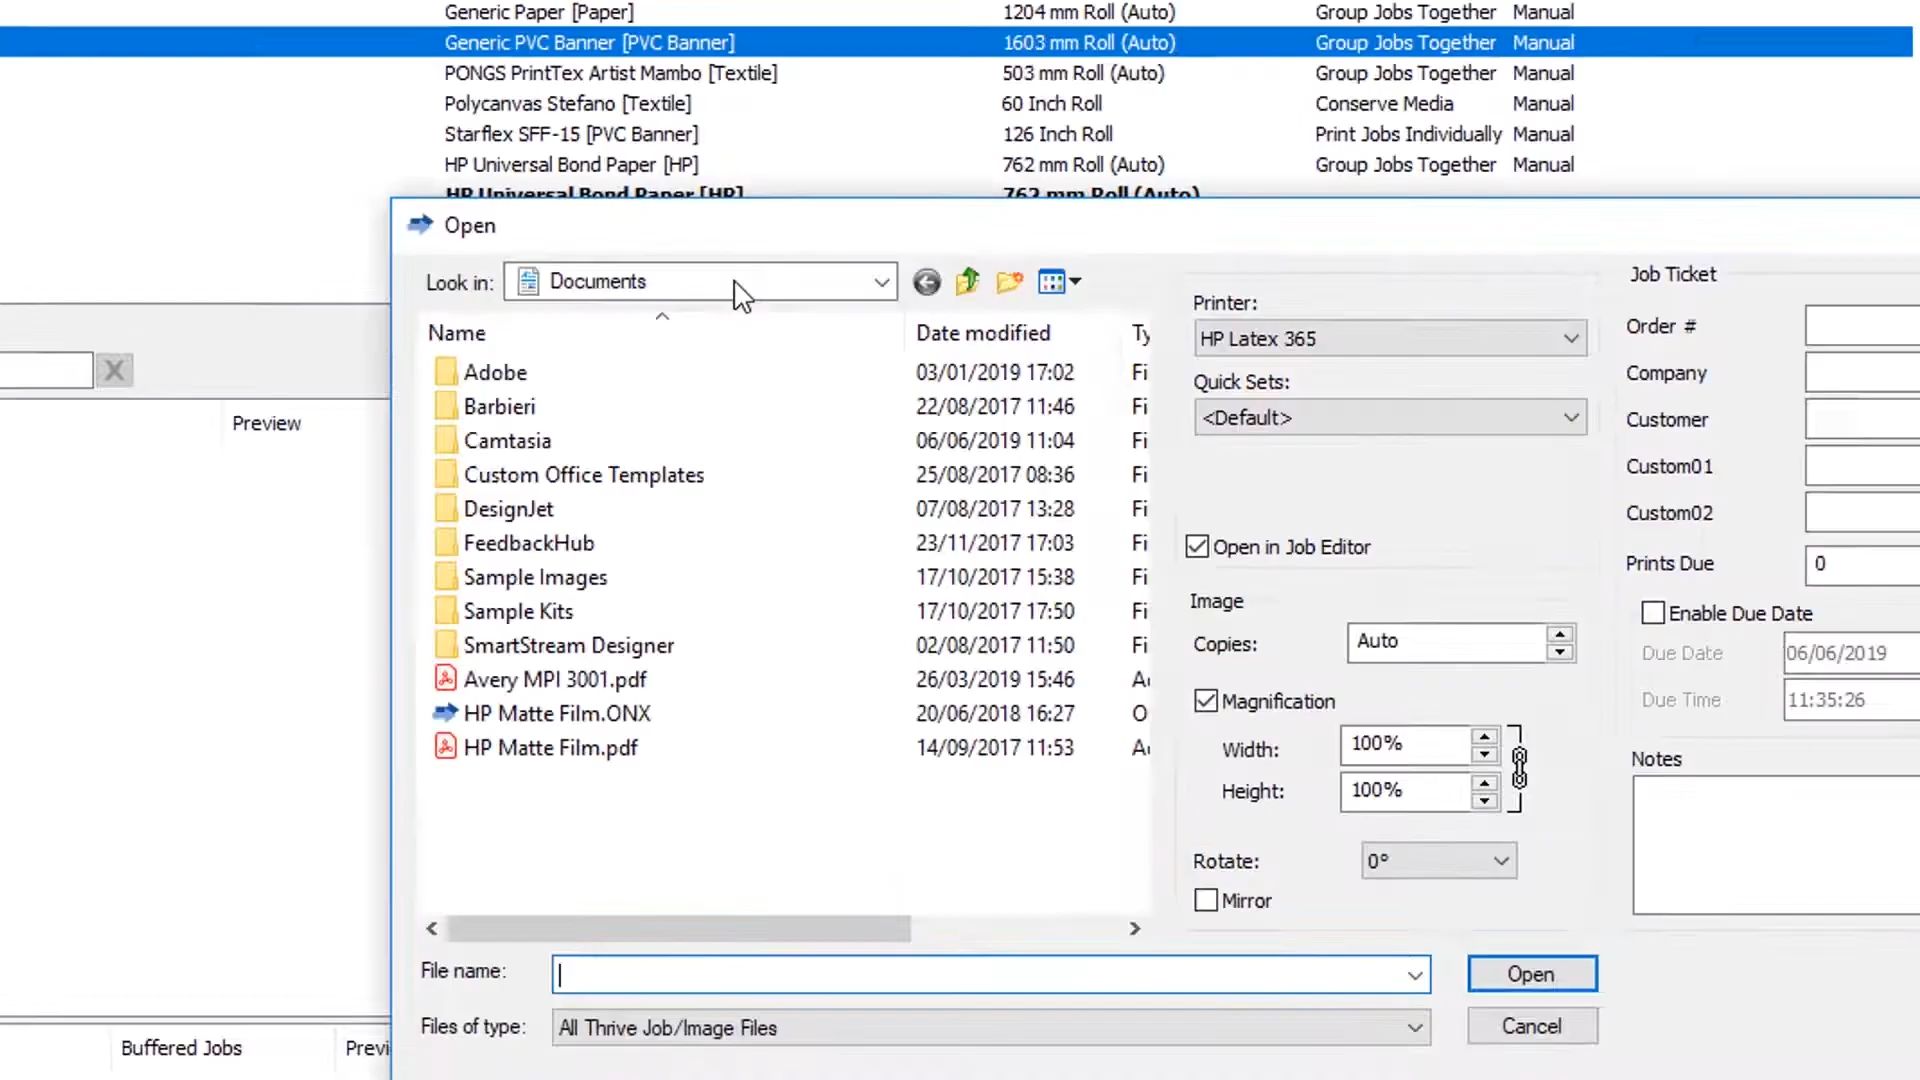 Generic Paper [Paper] 1204 mm Roll (Auto) Group Jobs Together Manual
Generic PVC Banner [PVC Banner] 1603 mm Roll (Auto) Group Jobs Together Manual
PONGS PrintTex Artist Mambo [Textile] 503 mm Roll (Auto) Group Jobs Together Manual
Polycanvas Stefano [Textile] 60 Inch Roll Conserve Media Manual
Starflex SFF-15 [PVC Banner] 126 Inch Roll Print Jobs Individually Manual
HP Universal Bond Paper [HP] 762 mm Roll (Auto) Group Jobs Together Manual
HP Universal Bond Paper [HP] 762 mm Roll (Auto)
Open
Look in: Documents
Name Date modified Ty
Adobe 03/01/2019 17:02 Fi
Barbieri 22/08/2017 11:46 Fi
Camtasia 06/06/2019 11:04 Fi
Custom Office Templates 25/08/2017 08:36 Fi
DesignJet 07/08/2017 13:28 Fi
FeedbackHub 23/11/2017 17:03 Fi
Sample Images 17/10/2017 15:38 Fi
Sample Kits 17/10/2017 17:50 Fi
SmartStream Designer 02/08/2017 11:50 Fi
Avery MPI 3001.pdf 26/03/2019 15:46 A
HP Matte Film.ONX 20/06/2018 16:27 O
HP Matte Film.pdf 14/09/2017 11:53 A
File name:
Open
Files of type: All Thrive Job/Image Files
Cancel
Printer:
HP Latex 365
Quick Sets:
<Default>
Open in Job Editor
Image
Copies: Auto
Magnification
Width: 100%
Height: 100%
Rotate: 0°
Mirror
Job Ticket
Order #
Company
Customer
Custom01
Custom02
Prints Due 0
Enable Due Date
Due Date 06/06/2019
Due Time 11:35:26
Notes
X
Preview
Buffered Jobs Previ